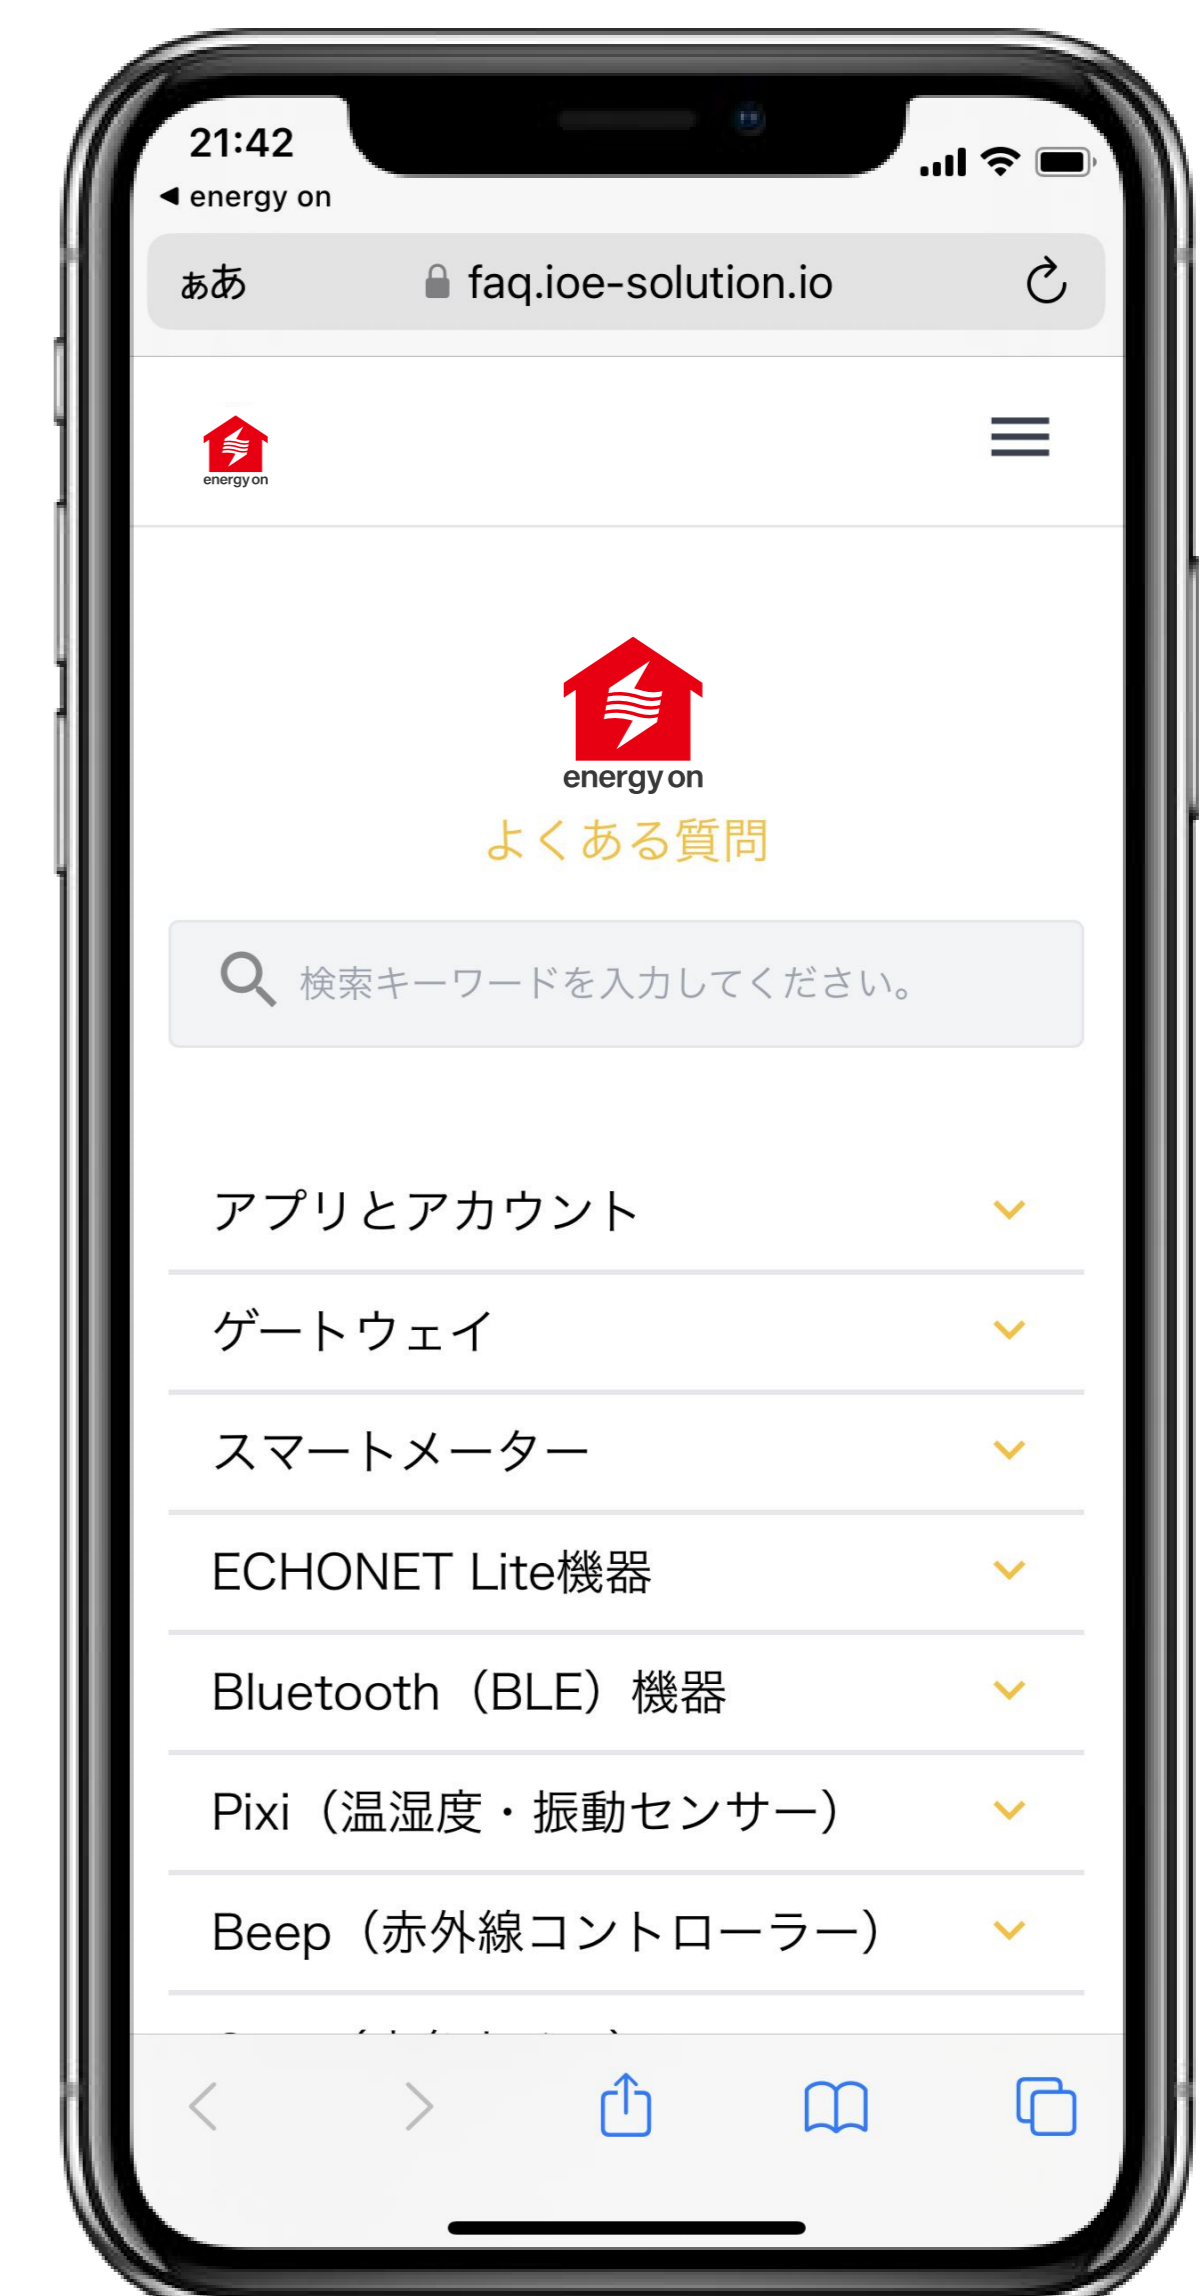 21:42
◀ energy on
ぁあ faq.ioe-solution.io
energy on
energy on
よくある質問
検索キーワードを入力してください。
アプリとアカウント
ゲートウェイ
スマートメーター
ECHONET Lite機器
Bluetooth（BLE）機器
Pixi（温湿度・振動センサー）
Beep（赤外線コントローラー）